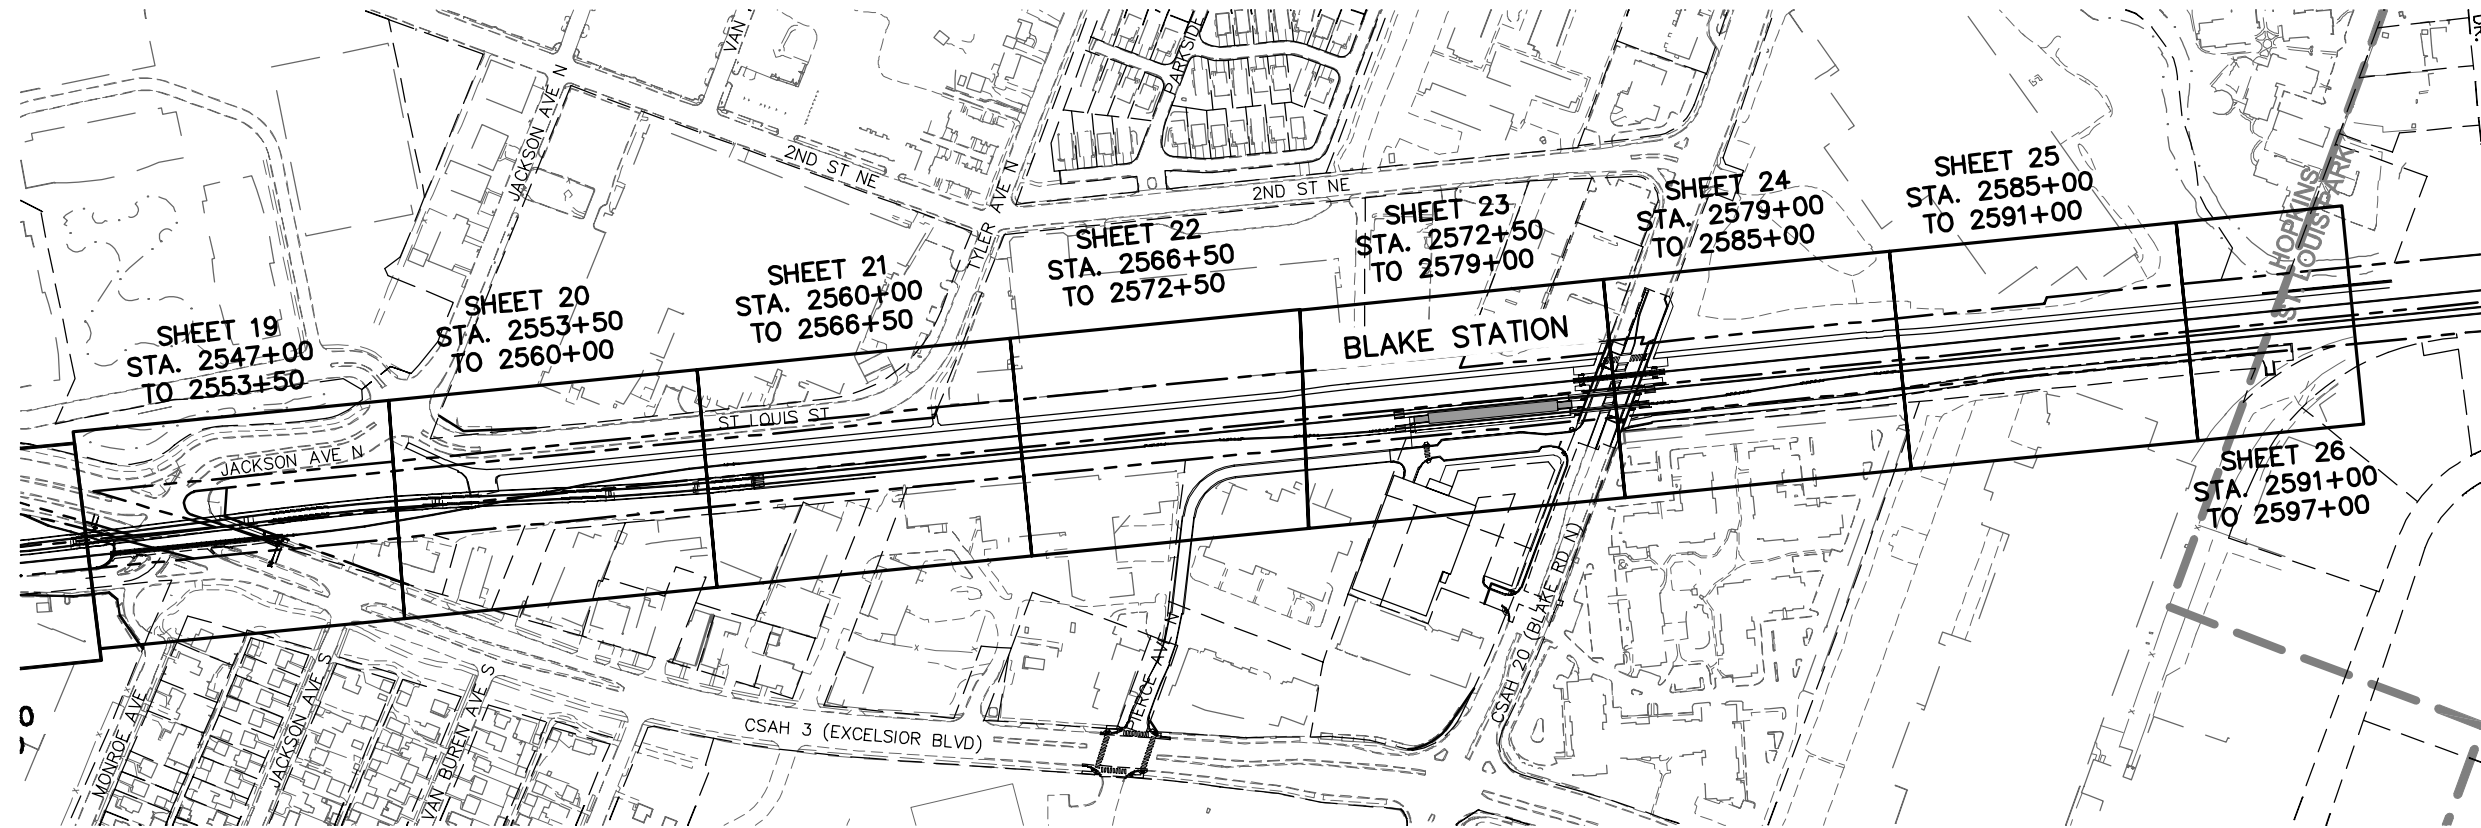 VAN
PARKSIDE
JACKSON AVE N
2ND ST NE
TYLER AVE N
2ND ST NE
HOPKINS
ST. LOUIS PARK
SHEET 19
STA. 2547+00
TO 2553+50
SHEET 20
STA. 2553+50
TO 2560+00
SHEET 21
STA. 2560+00
TO 2566+50
SHEET 22
STA. 2566+50
TO 2572+50
SHEET 23
STA. 2572+50
TO 2579+00
SHEET 24
STA. 2579+00
TO 2585+00
SHEET 25
STA. 2585+00
TO 2591+00
BLAKE STATION
ST LOUIS ST
JACKSON AVE N
SHEET 26
STA. 2591+00
TO 2597+00
MONROE AVE
JACKSON AVE S
VAN BUREN AVE S
CSAH 3 (EXCELSIOR BLVD)
PIERCE AVE N
CSAH 20 (BLAKE RD N)